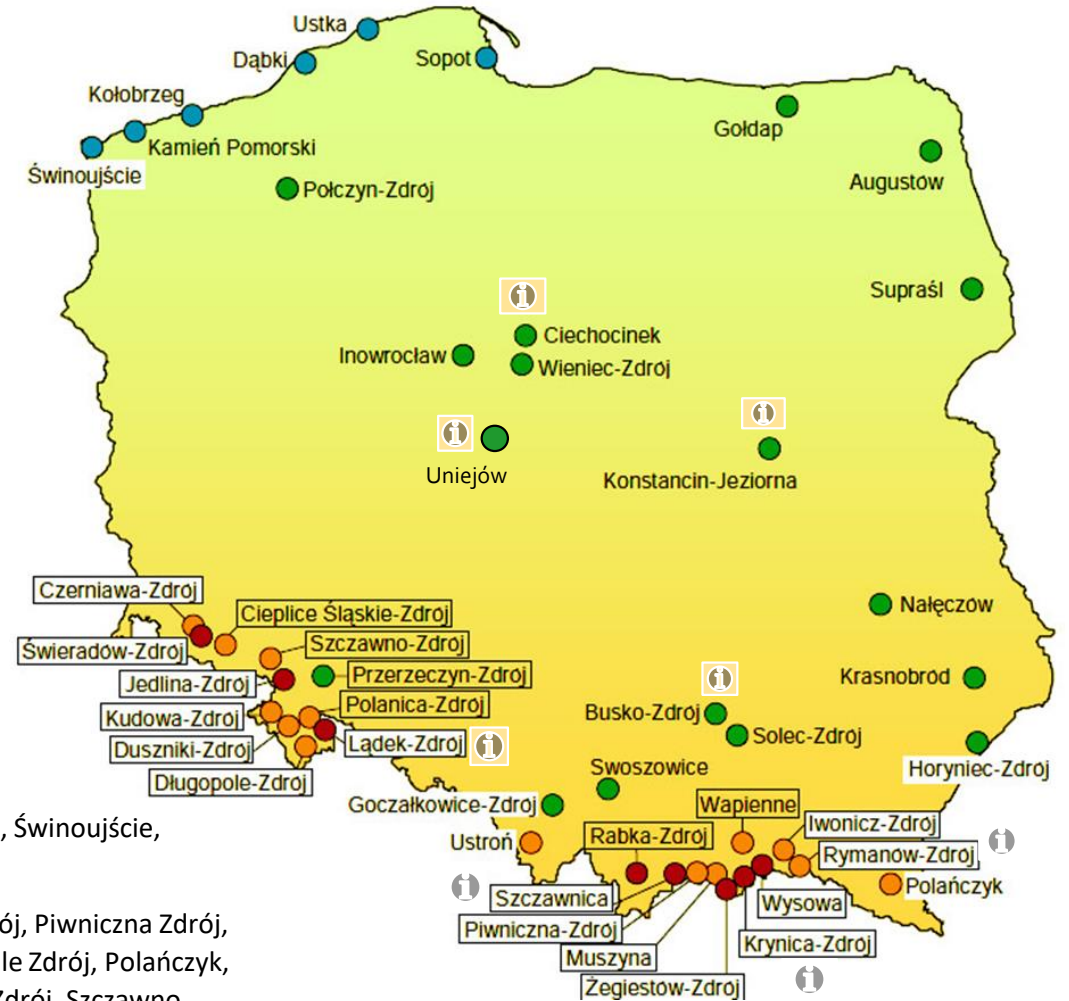 Ustka
Dąbki
Sopot
Kołobrzeg
Gołdap
Kamień Pomorski
Świnoujście
Augustów
Połczyn-Zdrój
Supraśl
Ciechocinek
Inowrocław
Wieniec-Zdrój
Uniejów
Konstancin-Jeziorna
Czerniawa-Zdrój
Nałęczów
Cieplice Śląskie-Zdrój
Szczawno-Zdrój
Świeradów-Zdrój
Przerzeczyn-Zdrój
Krasnobród
Jedlina-Zdrój
Polanica-Zdrój
Busko-Zdrój
Kudowa-Zdrój
Solec-Zdrój
Lądek-Zdrój
Duszniki-Zdrój
Swoszowice
Horyniec-Zdrój
Długopole-Zdrój
Goczałkowice-Zdrój
Wapienne
Iwonicz-Zdrój
, Świnoujście,
Rabka-Zdrój
Ustroń
Rymanów-Zdrój
Polańczyk
Szczawnica
Wysowa
ój, Piwniczna Zdrój,
Piwniczna-Zdrój
Krynica-Zdrój
Muszyna
le Zdrój, Polańczyk,
Żegiestów-Zdrój
Zdrój, Szczawno